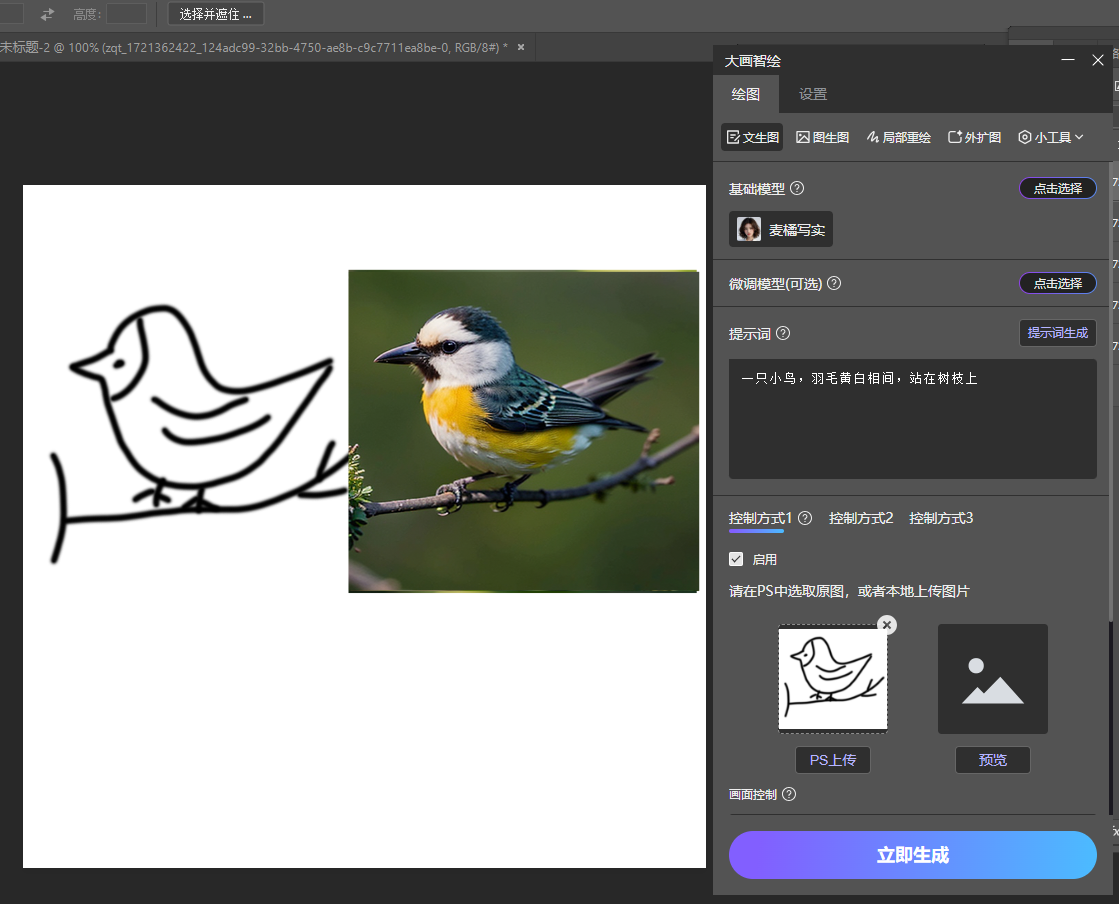 高度:
选择并遮住 ...
未标题-2 @ 100% (zqt_1721362422_124adc99-32bb-4750-ae8b-c9c7711ea8be-0, RGB/8#) * ×
大画智绘
绘图 设置
文生图 图生图 局部重绘 外扩图 小工具
基础模型 点击选择
麦橘写实
微调模型(可选) 点击选择
提示词 提示词生成
一只小鸟，羽毛黄白相间，站在树枝上
控制方式1 控制方式2 控制方式3
启用
请在PS中选取原图，或者本地上传图片
PS上传 预览
画面控制
立即生成